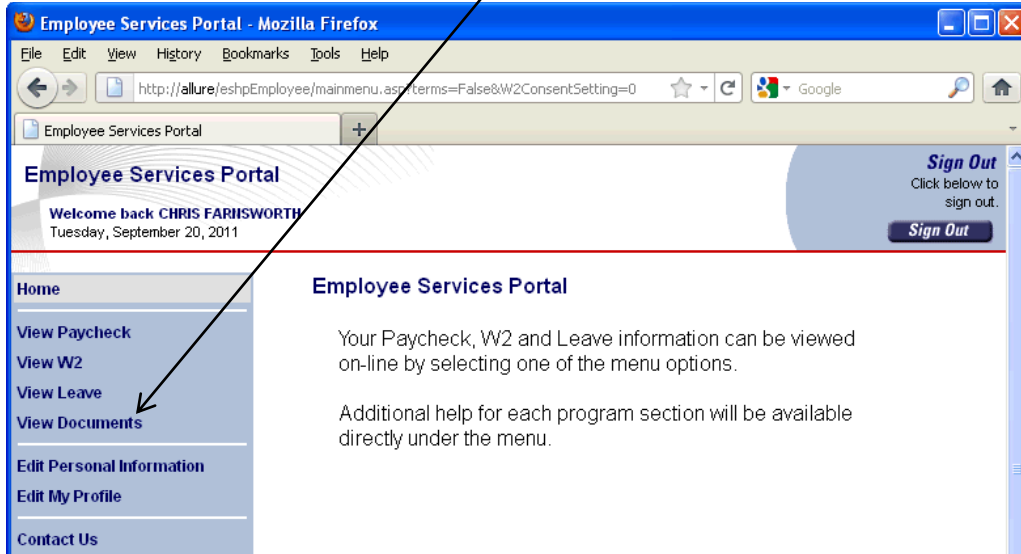 Employee Services Portal - Mozilla Firefox
File Edit View History Bookmarks Tools Help
http://allure/eshpEmployee/mainmenu.asp?terms=False&W2ConsentSetting=0 Google
Employee Services Portal
Employee Services Portal
Welcome back CHRIS FARNSWORTH
Tuesday, September 20, 2011
Sign Out
Click below to
sign out.
Sign Out
Home
View Paycheck
View W2
View Leave
View Documents
Edit Personal Information
Edit My Profile
Contact Us
Employee Services Portal
Your Paycheck, W2 and Leave information can be viewed
on-line by selecting one of the menu options.
Additional help for each program section will be available
directly under the menu.